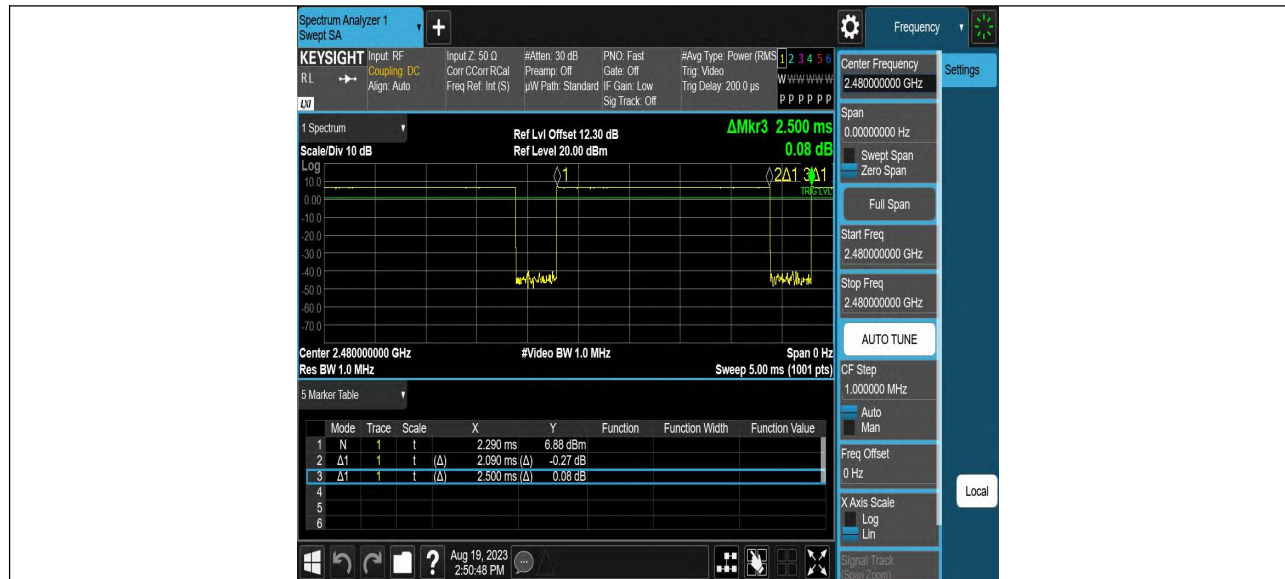 Spectrum Analyzer 1
Swept SA
+
Frequency
KEYSIGHT
R L
LXI
Input: RF
Coupling: DC
Align: Auto
Input Z: 50 Ω
Corr CCorr RCal
Freq Ref: Int (S)
#Atten: 30 dB
Preamp: Off
µW Path: Standard
PNO: Fast
Gate: Off
IF Gain: Low
Sig Track: Off
#Avg Type: Power (RMS
Trig: Video
Trig Delay: 200.0 µs
1 2 3 4 5 6
W W W W W W
P P P P P P
1 Spectrum
Scale/Div 10 dB
Ref Lvl Offset 12.30 dB
Ref Level 20.00 dBm
ΔMkr3 2.500 ms
0.08 dB
Log
10.0
0.00
-10.0
-20.0
-30.0
-40.0
-50.0
-60.0
-70.0
1
2Δ1
3Δ1
TRIG LVL
Center 2.480000000 GHz
Res BW 1.0 MHz
#Video BW 1.0 MHz
Span 0 Hz
Sweep 5.00 ms (1001 pts)
5 Marker Table
Mode Trace Scale X Y Function Function Width Function Value
1 N 1 t 2.290 ms 6.88 dBm
2 Δ1 1 t (Δ) 2.090 ms (Δ) -0.27 dB
3 Δ1 1 t (Δ) 2.500 ms (Δ) 0.08 dB
4
5
6
?
Aug 19, 2023
2:50:48 PM
Center Frequency
2.480000000 GHz
Settings
Span
0.00000000 Hz
Swept Span
Zero Span
Full Span
Start Freq
2.480000000 GHz
Stop Freq
2.480000000 GHz
AUTO TUNE
CF Step
1.000000 MHz
Auto
Man
Freq Offset
0 Hz
X Axis Scale
Log
Lin
Local
Signal Track
(Span Zoom)